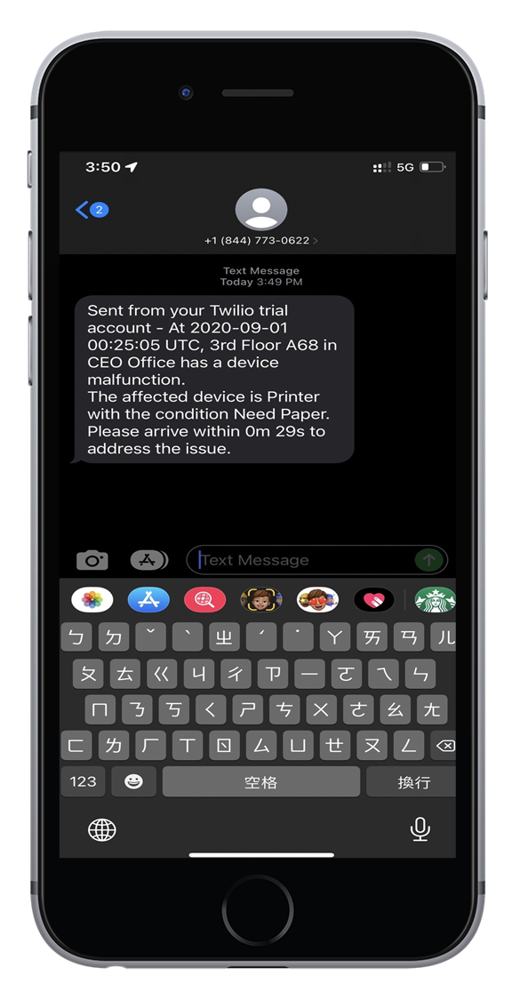 3:50 5G
2
+1 (844) 773-0622 >
Text Message
Today 3:49 PM
Sent from your Twilio trial
account - At 2020-09-01
00:25:05 UTC, 3rd Floor A68 in
CEO Office has a device
malfunction.
The affected device is Printer
with the condition Need Paper.
Please arrive within 0m 29s to
address the issue.
Text Message
ㄅ ㄉ ˇ ˋ ㄓ ˊ ˙ ㄚ ㄞ ㄢ ㄦ
ㄆ ㄊ ㄍ ㄐ ㄔ ㄗ ㄧ ㄛ ㄟ ㄣ
ㄇ ㄋ ㄎ ㄑ ㄕ ㄘ ㄨ ㄜ ㄠ ㄤ
ㄈ ㄌ ㄏ ㄒ ㄖ ㄙ ㄩ ㄝ ㄡ ㄥ
123 空格 換行